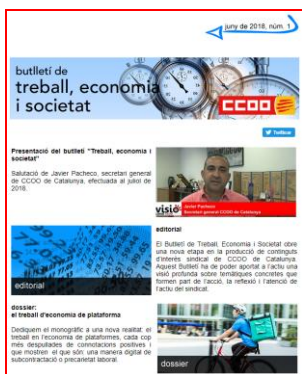 juny de 2018, núm. 1
butlletí de
treball, economia
i societat
CCOO
Twittear
Presentació del butlletí "Treball, economia i
societat"
Salutació de Javier Pacheco, secretari general
de CCOO de Catalunya, efectuada al juliol de
2018.
visió
Javier Pacheco
Secretari general CCOO de Catalunya
editorial
editorial
El Butlletí de Treball, Economia i Societat obre
una nova etapa en la producció de continguts
d'interès sindical de CCOO de Catalunya.
Aquest Butlletí ha de poder aportat a l'actu una
visió profunda sobre temàtiques concretes que
formen part de l'acció, la reflexió i l'atenció de
l'actu del sindicat.
dossier:
el treball d'economia de plataforma
Dediquem el monogràfic a una nova realitat: el
treball en l'economia de plataformes, cada cop
més despullades de connotacions positives i
que mostren el que són: una manera digital de
subcontractació o precarietat laboral.
dossier